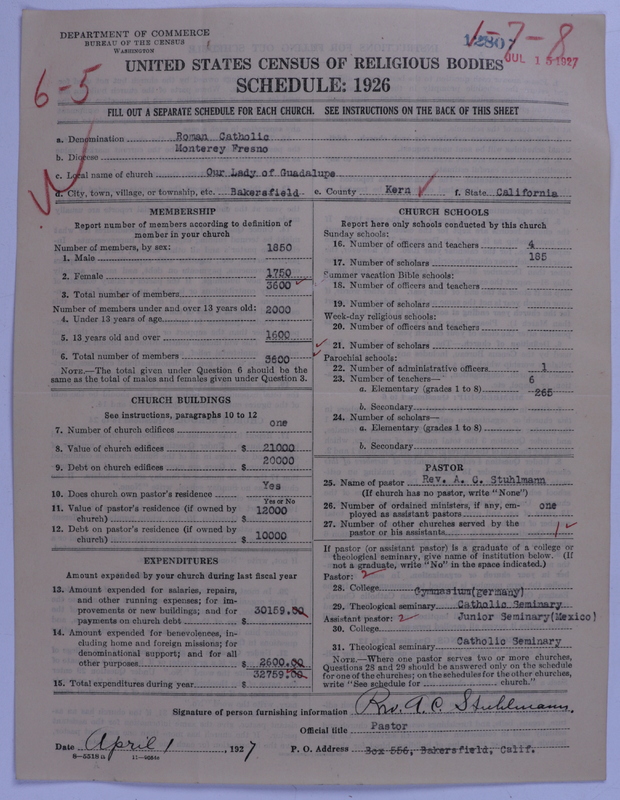 DEPARTMENT OF COMMERCE
BUREAU OF THE CENSUS
WASHINGTON
1-7-8
JUL 15 1927
6-5
UNITED STATES CENSUS OF RELIGIOUS BODIES
SCHEDULE: 1926
FILL OUT A SEPARATE SCHEDULE FOR EACH CHURCH. SEE INSTRUCTIONS ON THE BACK OF THIS SHEET
a. Denomination Roman Catholic
b. Diocese Monterey Fresno
c. Local name of church Our Lady of Guadalupe
d. City, town, village, or township, etc. Bakersfield e. County Kern f. State California
MEMBERSHIP
Report number of members according to definition of member in your church
Number of members, by sex:
1. Male 1850
2. Female 1750
3. Total number of members 3600
Number of members under and over 13 years old:
4. Under 13 years of age 2000
5. 13 years old and over 1600
6. Total number of members 3600
NOTE.—The total given under Question 6 should be the same as the total of males and females given under Question 3.
CHURCH BUILDINGS
See instructions, paragraphs 10 to 12
7. Number of church edifices one
8. Value of church edifices $ 21000
9. Debt on church edifices $ 20000
10. Does church own pastor's residence Yes
Yes or No
11. Value of pastor's residence (if owned by church) $ 12000
12. Debt on pastor's residence (if owned by church) $ 10000
EXPENDITURES
Amount expended by your church during last fiscal year
13. Amount expended for salaries, repairs, and other running expenses; for improvements or new buildings; and for payments on church debt $ 30159.50
14. Amount expended for benevolences, including home and foreign missions; for denominational support; and for all other purposes $ 2600.00
15. Total expenditures during year $ 32759.00
CHURCH SCHOOLS
Report here only schools conducted by this church
Sunday schools:
16. Number of officers and teachers 4
17. Number of scholars 185
Summer vacation Bible schools:
18. Number of officers and teachers
19. Number of scholars
Week-day religious schools:
20. Number of officers and teachers
21. Number of scholars
Parochial schools:
22. Number of administrative officers 1
23. Number of teachers— 6
a. Elementary (grades 1 to 8) 265
b. Secondary
24. Number of scholars—
a. Elementary (grades 1 to 8)
b. Secondary
PASTOR
25. Name of pastor Rev. A. C. Stuhlmann
(If church has no pastor, write "None")
26. Number of ordained ministers, if any, employed as assistant pastors one
27. Number of other churches served by the pastor or his assistants 1
If pastor (or assistant pastor) is a graduate of a college or theological seminary, give name of institution below. (If not a graduate, write "No" in the space indicated.)
Pastor: 2
28. College Gymnasium(germany)
29. Theological seminary Catholic Seminary
Assistant pastor: 2 Junior Seminary(Mexico)
30. College
31. Theological seminary Catholic Seminary
NOTE.—Where one pastor serves two or more churches, Questions 28 and 29 should be answered only on the schedule for one of the churches; on the schedules for the other churches, write "See schedule for church."
Signature of person furnishing information Rev. A. C. Stuhlmann.
Official title Pastor
Date April 1, 1927 P. O. Address Box 556, Bakersfield, Calif.
8-5318a 11-9684a